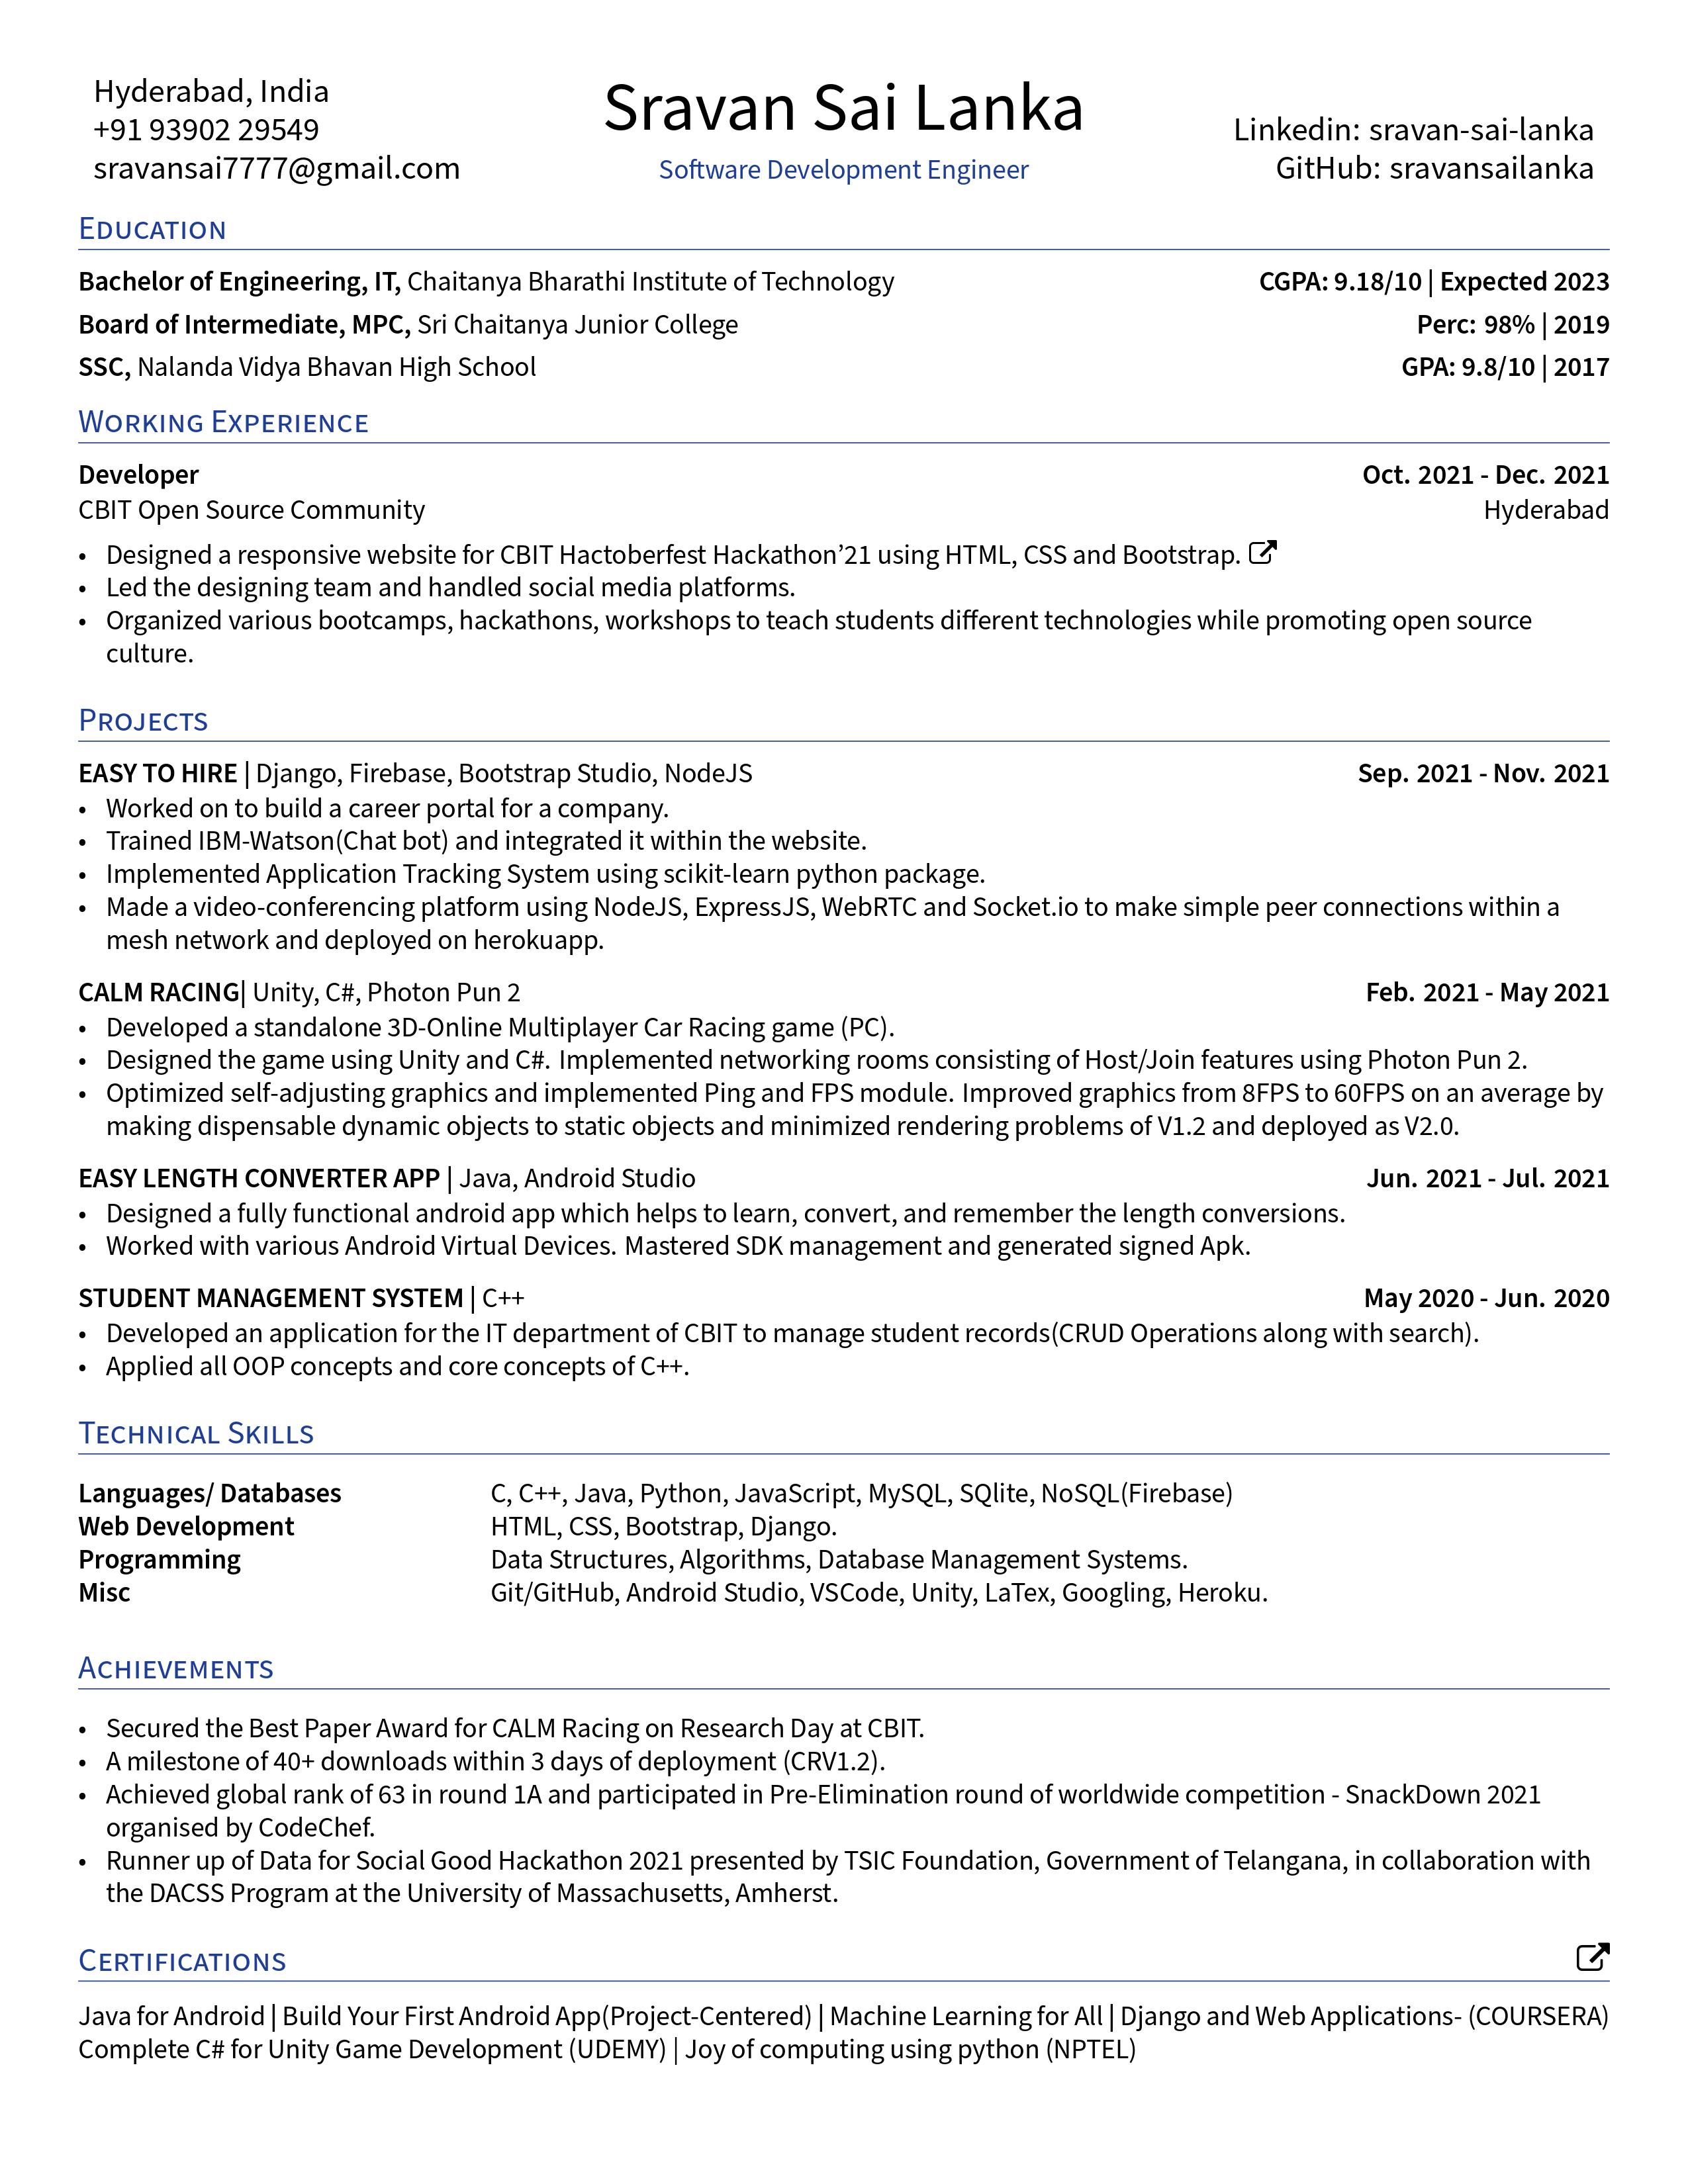 Hyderabad, India
+91 93902 29549
sravansai7777@gmail.com
Sravan Sai Lanka
Software Development Engineer
Linkedin: sravan-sai-lanka
GitHub: sravansailanka
EDUCATION
Bachelor of Engineering, IT, Chaitanya Bharathi Institute of Technology CGPA: 9.18/10 | Expected 2023
Board of Intermediate, MPC, Sri Chaitanya Junior College Perc: 98% | 2019
SSC, Nalanda Vidya Bhavan High School GPA: 9.8/10 | 2017
WORKING EXPERIENCE
Developer Oct. 2021 - Dec. 2021
CBIT Open Source Community Hyderabad
• Designed a responsive website for CBIT Hactoberfest Hackathon’21 using HTML, CSS and Bootstrap.
• Led the designing team and handled social media platforms.
• Organized various bootcamps, hackathons, workshops to teach students different technologies while promoting open source
culture.
PROJECTS
EASY TO HIRE | Django, Firebase, Bootstrap Studio, NodeJS Sep. 2021 - Nov. 2021
• Worked on to build a career portal for a company.
• Trained IBM-Watson(Chat bot) and integrated it within the website.
• Implemented Application Tracking System using scikit-learn python package.
• Made a video-conferencing platform using NodeJS, ExpressJS, WebRTC and Socket.io to make simple peer connections within a
mesh network and deployed on herokuapp.
CALM RACING| Unity, C#, Photon Pun 2 Feb. 2021 - May 2021
• Developed a standalone 3D-Online Multiplayer Car Racing game (PC).
• Designed the game using Unity and C#. Implemented networking rooms consisting of Host/Join features using Photon Pun 2.
• Optimized self-adjusting graphics and implemented Ping and FPS module. Improved graphics from 8FPS to 60FPS on an average by
making dispensable dynamic objects to static objects and minimized rendering problems of V1.2 and deployed as V2.0.
EASY LENGTH CONVERTER APP | Java, Android Studio Jun. 2021 - Jul. 2021
• Designed a fully functional android app which helps to learn, convert, and remember the length conversions.
• Worked with various Android Virtual Devices. Mastered SDK management and generated signed Apk.
STUDENT MANAGEMENT SYSTEM | C++ May 2020 - Jun. 2020
• Developed an application for the IT department of CBIT to manage student records(CRUD Operations along with search).
• Applied all OOP concepts and core concepts of C++.
TECHNICAL SKILLS
Languages/ Databases C, C++, Java, Python, JavaScript, MySQL, SQlite, NoSQL(Firebase)
Web Development HTML, CSS, Bootstrap, Django.
Programming Data Structures, Algorithms, Database Management Systems.
Misc Git/GitHub, Android Studio, VSCode, Unity, LaTex, Googling, Heroku.
ACHIEVEMENTS
• Secured the Best Paper Award for CALM Racing on Research Day at CBIT.
• A milestone of 40+ downloads within 3 days of deployment (CRV1.2).
• Achieved global rank of 63 in round 1A and participated in Pre-Elimination round of worldwide competition - SnackDown 2021
organised by CodeChef.
• Runner up of Data for Social Good Hackathon 2021 presented by TSIC Foundation, Government of Telangana, in collaboration with
the DACSS Program at the University of Massachusetts, Amherst.
CERTIFICATIONS
Java for Android | Build Your First Android App(Project-Centered) | Machine Learning for All | Django and Web Applications- (COURSERA)
Complete C# for Unity Game Development (UDEMY) | Joy of computing using python (NPTEL)